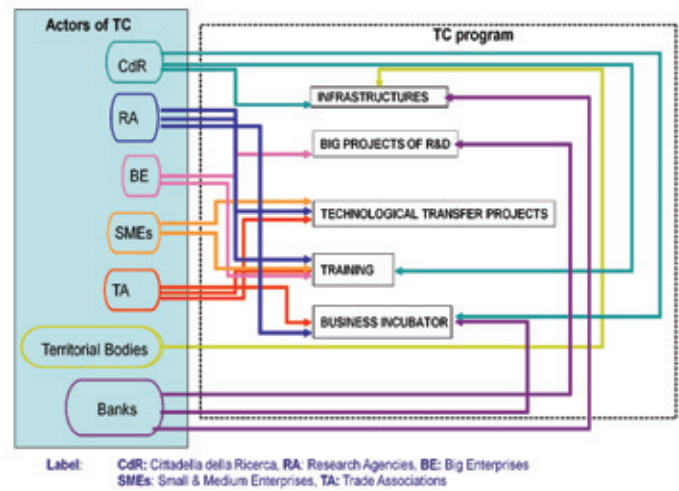 Actors of TC
TC program
CdR
RA
BE
SMEs
TA
Territorial Bodies
Banks
INFRASTRUCTURES
BIG PROJECTS OF R&D
TECHNOLOGICAL TRANSFER PROJECTS
TRAINING
BUSINESS INCUBATOR
Label: CdR: Cittadella della Ricerca, RA: Research Agencies, BE: Big Enterprises
SMEs: Small & Medium Enterprises, TA: Trade Associations